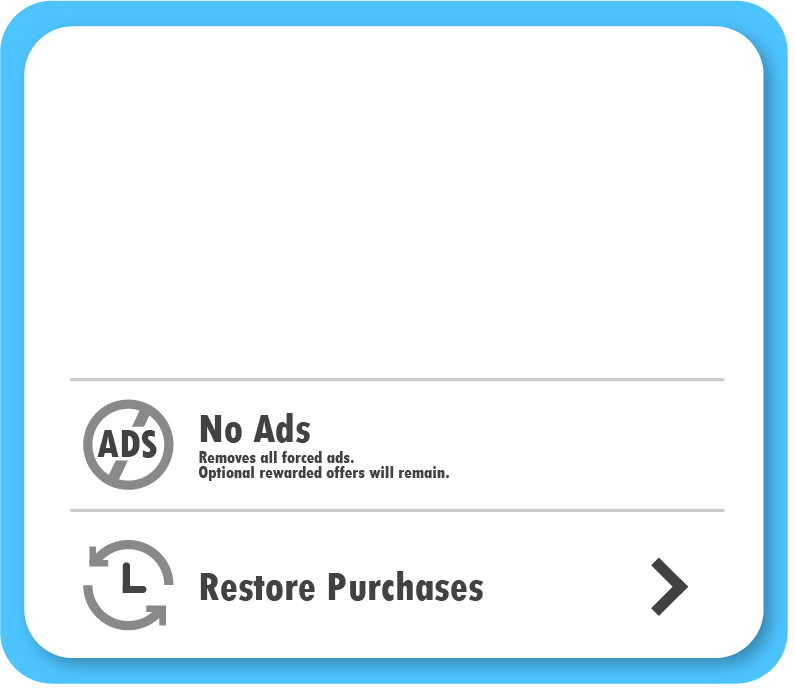 ADS
No Ads
Removes all forced ads.
Optional rewarded offers will remain.
Restore Purchases